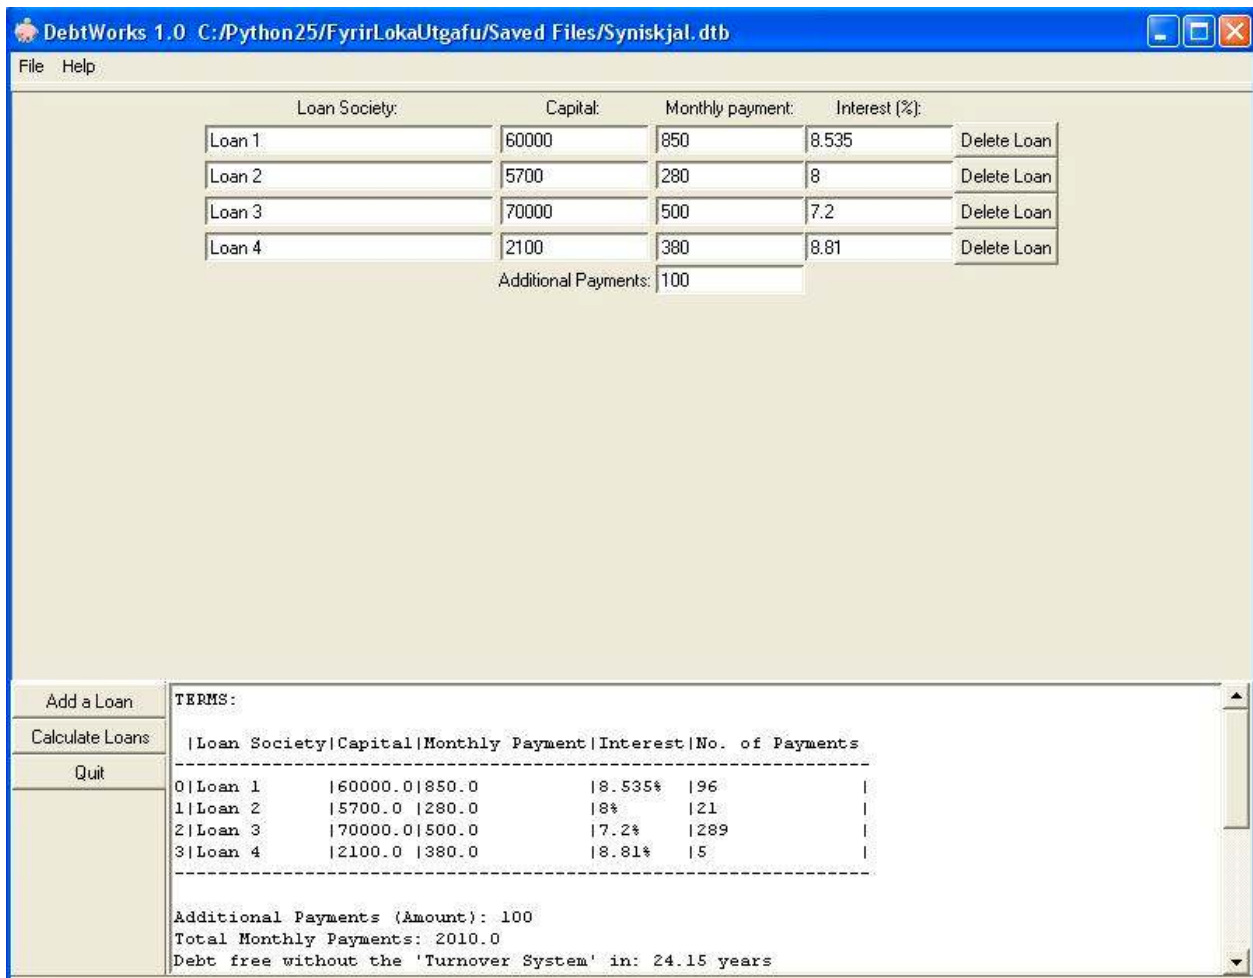 DebtWorks 1.0 C:/Python25/FyrirLokaUtgafu/Saved Files/Syniskjal.dtb
File Help
Loan Society: Capital: Monthly payment: Interest (%):
Loan 1 60000 850 8.535 Delete Loan
Loan 2 5700 280 8 Delete Loan
Loan 3 70000 500 7.2 Delete Loan
Loan 4 2100 380 8.81 Delete Loan
Additional Payments: 100
Add a Loan
Calculate Loans
Quit
TERMS:
|Loan Society|Capital|Monthly Payment|Interest|No. of Payments
----------------------------------------------------------------
0|Loan 1 |60000.0|850.0 |8.535% |96 |
1|Loan 2 |5700.0 |280.0 |8% |21 |
2|Loan 3 |70000.0|500.0 |7.2% |289 |
3|Loan 4 |2100.0 |380.0 |8.81% |5 |
----------------------------------------------------------------
Additional Payments (Amount): 100
Total Monthly Payments: 2010.0
Debt free without the 'Turnover System' in: 24.15 years